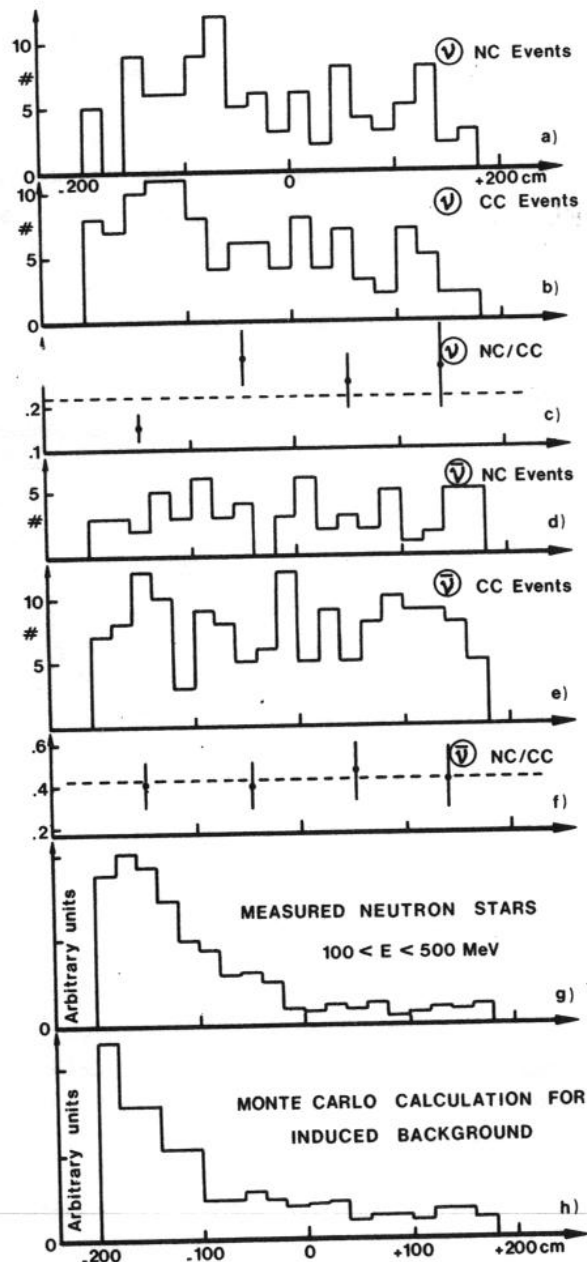 10
ν NC Events
#
5
a)
0
-200
0
+200 cm
10
ν CC Events
#
5
b)
0
ν NC/CC
.2
c)
.1
ν̄ NC Events
5
#
d)
ν̄ CC Events
10
#
5
e)
.6
ν̄ NC/CC
.4
f)
.2
Arbitrary units
MEASURED NEUTRON STARS
100 < E < 500 MeV
g)
0
Arbitrary units
MONTE CARLO CALCULATION FOR
INDUCED BACKGROUND
h)
0
-200
-100
0
+100
+200 cm